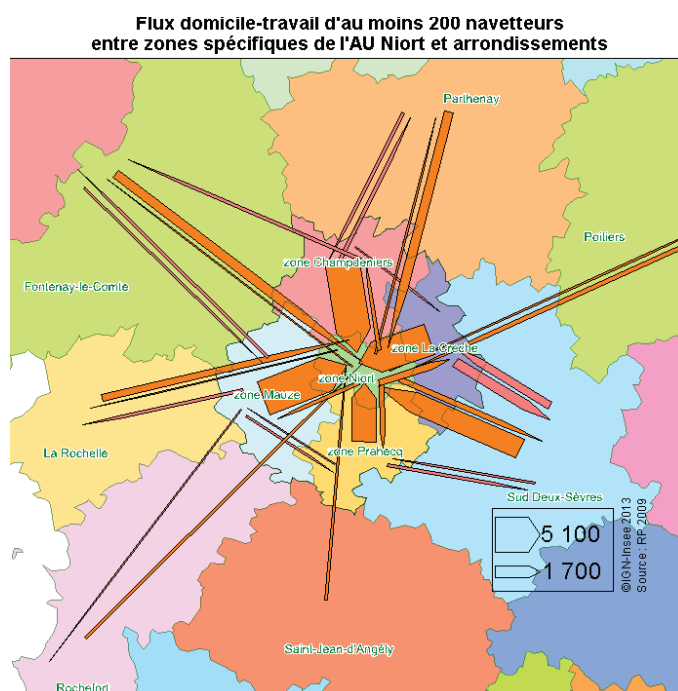 Flux domicile-travail d'au moins 200 navetteurs
entre zones spécifiques de l'AU Niort et arrondissements
Parthenay
Poitiers
zone Champdeniers
Fontenay-le-Comte
zone La Creche
zone Niort
zone Mauze
La Rochelle
zone Prahecq
Sud Deux-Sèvres
5 100
1 700
©IGN-Insee 2013
Source : RP 2009
Saint-Jean-d'Angély
Rochefort